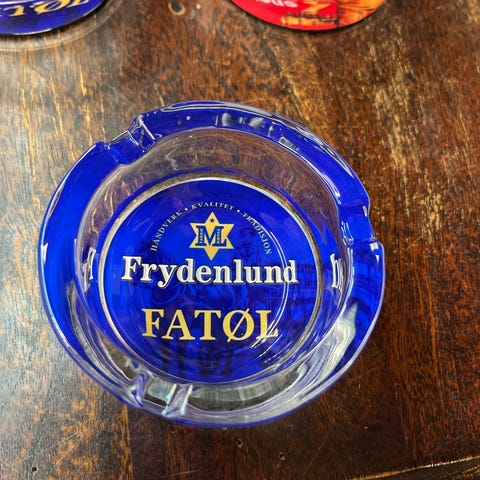 HÅNDVERK • KVALITET • TRADISJON
Frydenlund
FATØL